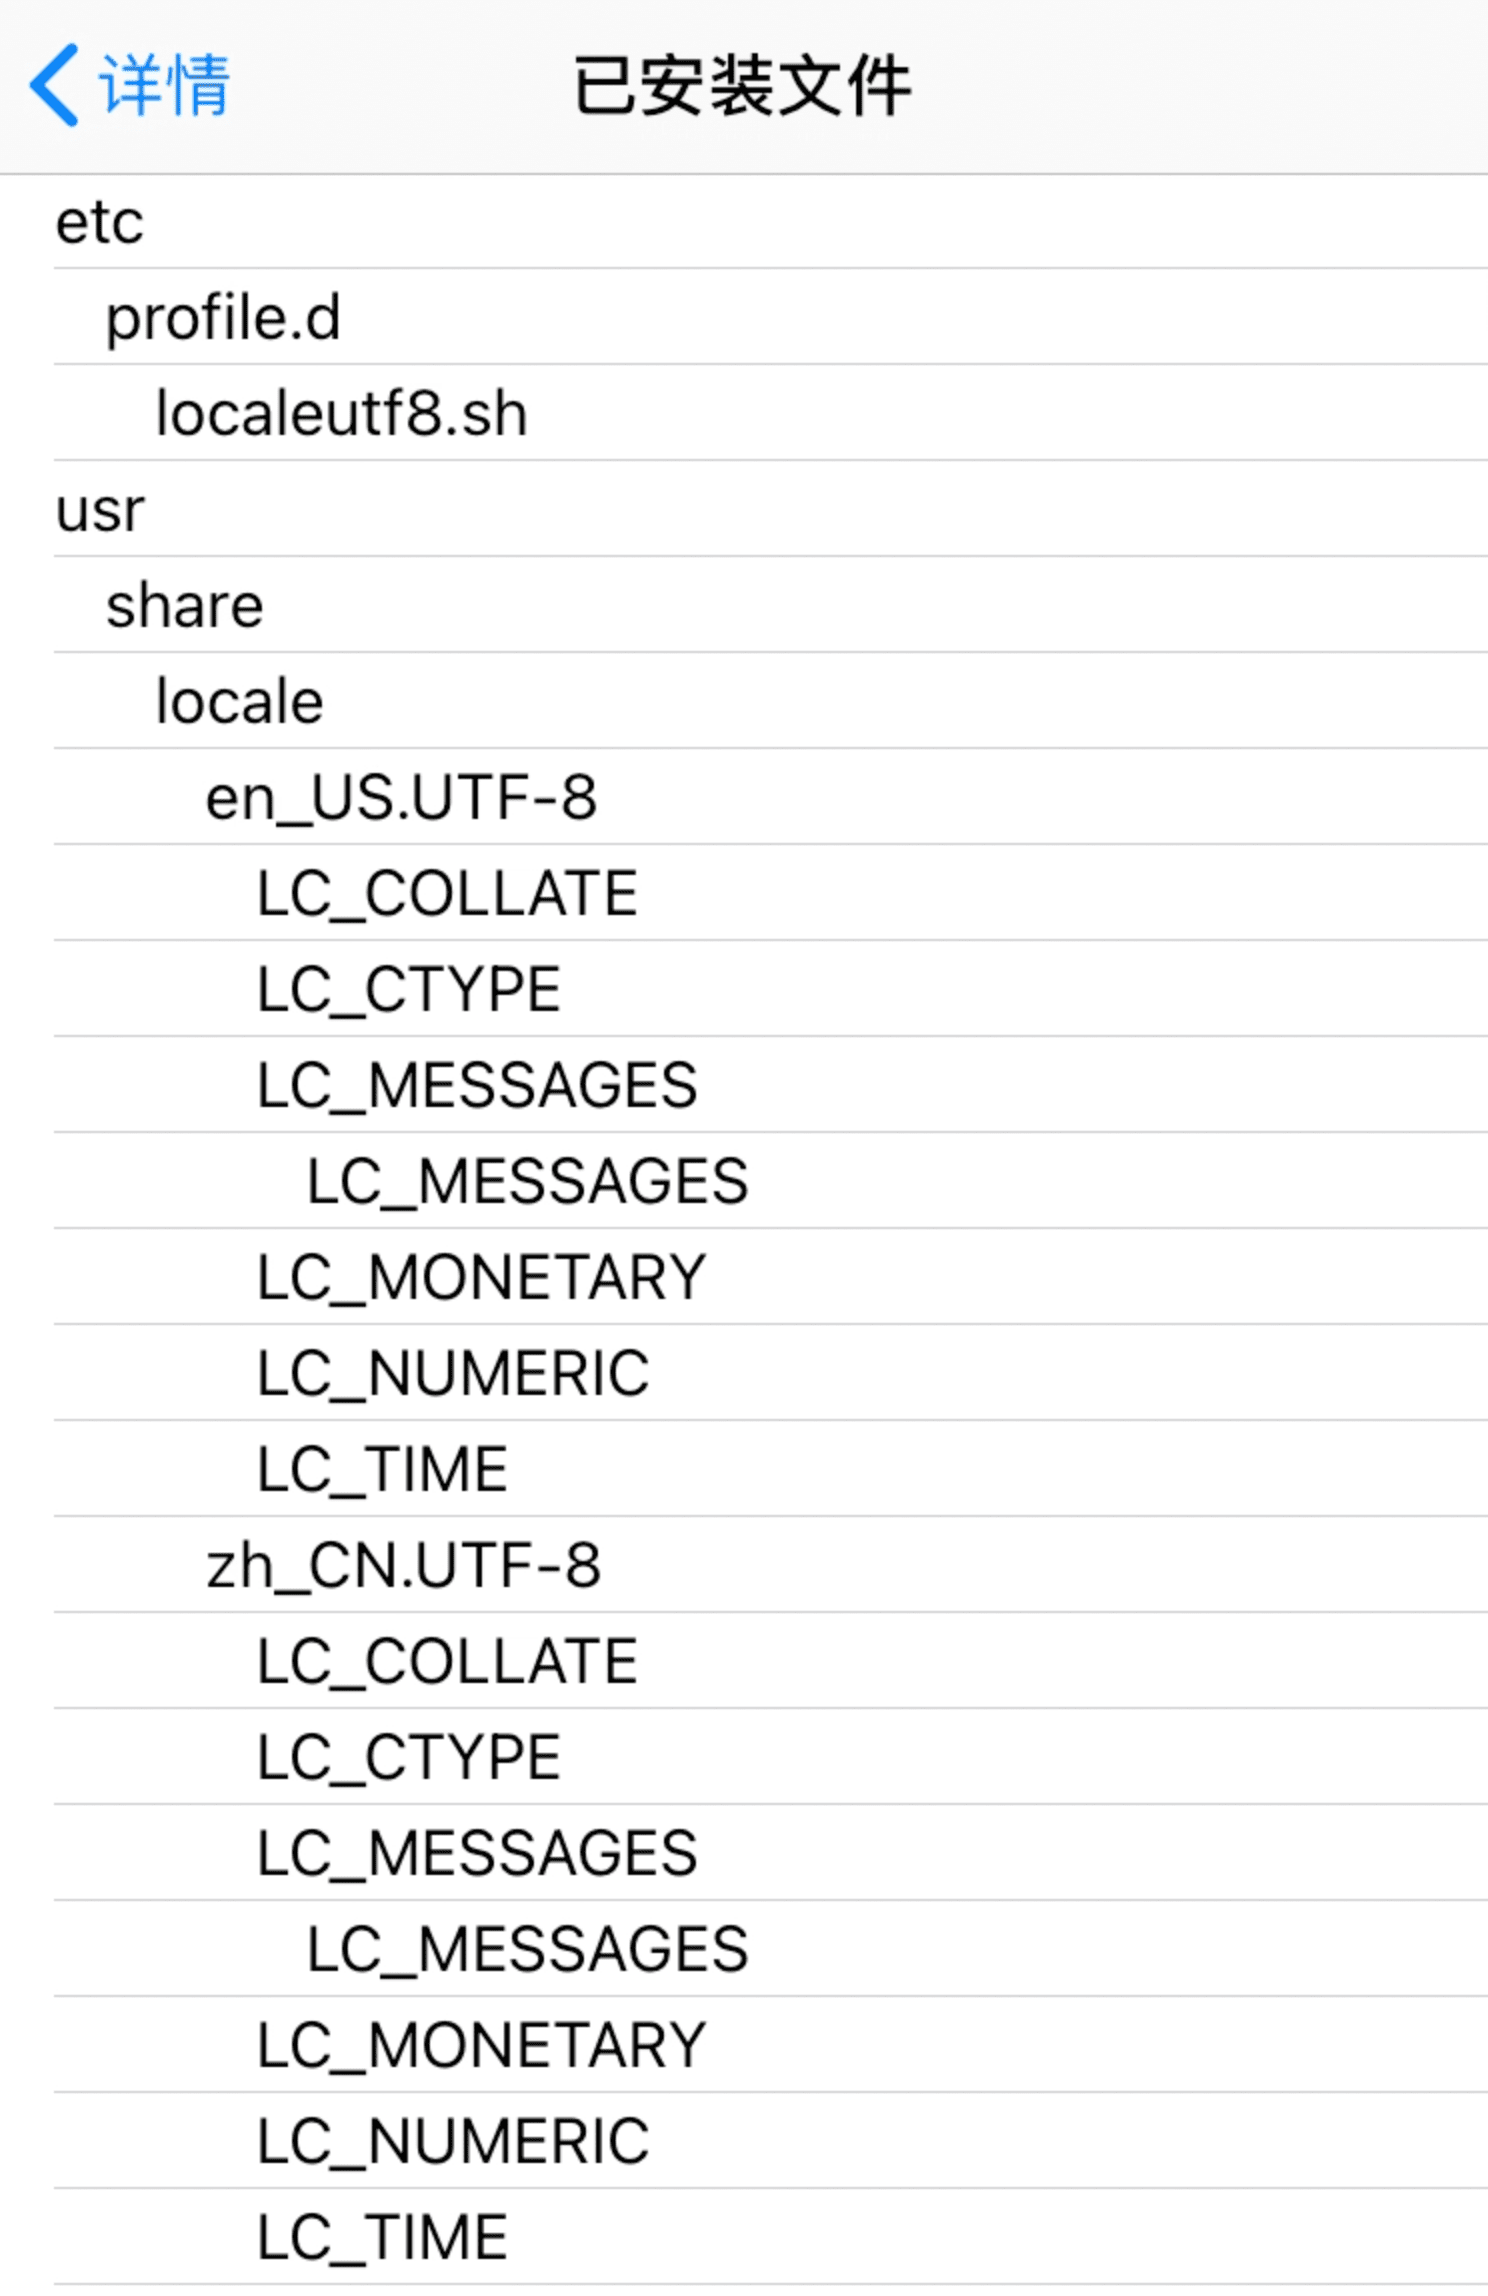 详情
已安装文件
etc
profile.d
localeutf8.sh
usr
share
locale
en_US.UTF-8
LC_COLLATE
LC_CTYPE
LC_MESSAGES
LC_MESSAGES
LC_MONETARY
LC_NUMERIC
LC_TIME
zh_CN.UTF-8
LC_COLLATE
LC_CTYPE
LC_MESSAGES
LC_MESSAGES
LC_MONETARY
LC_NUMERIC
LC_TIME